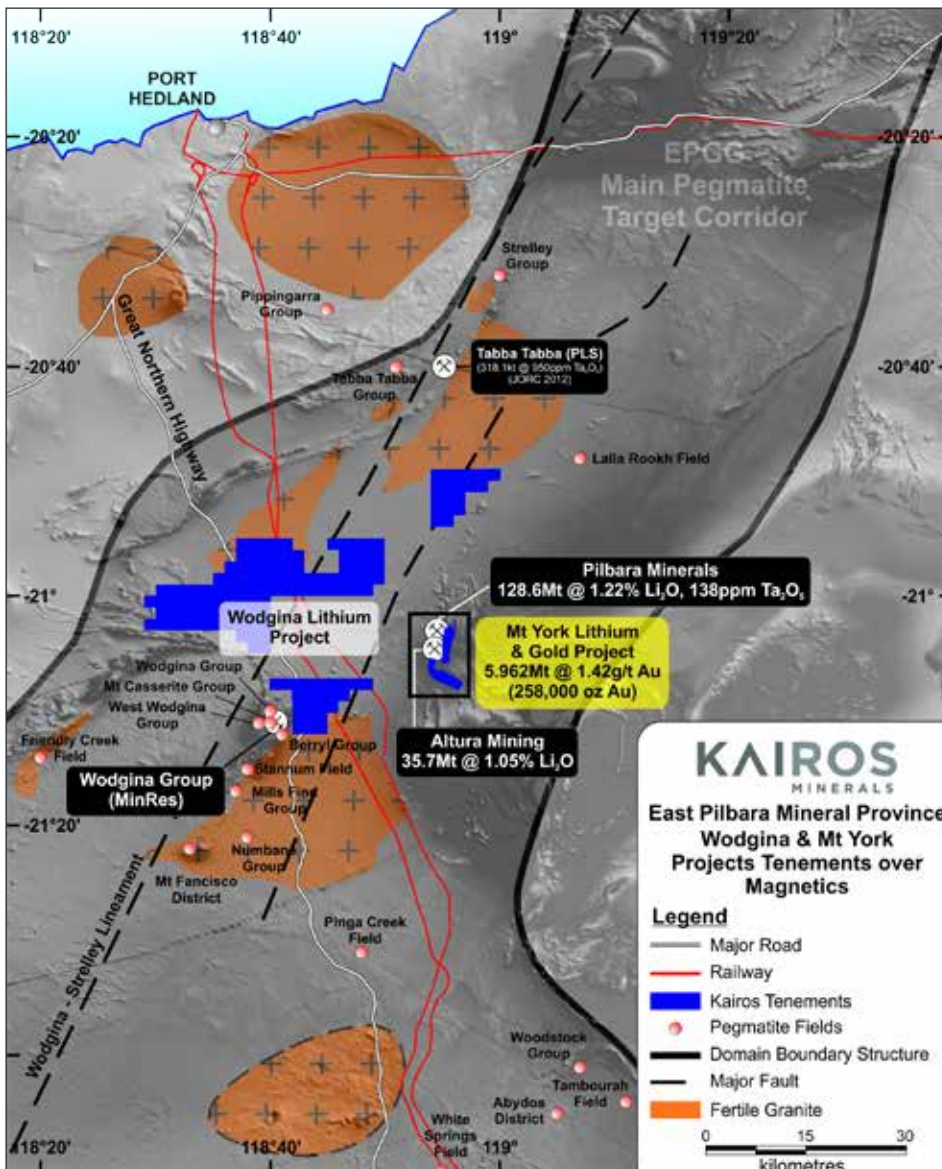 118°20'
118°40'
119°
119°20'
PORT
HEDLAND
-20°20'
-20°20'
EPGG
Main Pegmatite
Target Corridor
Strelley
Group
Pippingarra
Group
Great Northern Highway
-20°40'
-20°40'
Tabba Tabba (PLS)
(318.1kt @ 950ppm Ta₂O₅)
(JORC 2012)
Tabba Tabba
Group
Lalla Rookh Field
-21°
-21°
Pilbara Minerals
128.6Mt @ 1.22% Li₂O, 138ppm Ta₂O₅
Wodgina Lithium
Project
Mt York Lithium
& Gold Project
5.962Mt @ 1.42g/t Au
(258,000 oz Au)
Wodgina Group
Mt Casserite Group
West Wodgina
Group
Friendly Creek
Field
Berryl Group
Altura Mining
35.7Mt @ 1.05% Li₂O
Wodgina Group
(MinRes)
Stannum Field
Mills Find
Group
-21°20'
-21°20'
Numbana
Group
Mt Fancisco
District
Pinga Creek
Field
Wodgina - Strelley Lineament
Woodstock
Group
Tambourah
Field
Abydos
District
White
Springs
Field
118°20'
118°40'
119°
KAIROS
MINERALS
East Pilbara Mineral Province
Wodgina & Mt York
Projects Tenements over
Magnetics
Legend
Major Road
Railway
Kairos Tenements
Pegmatite Fields
Domain Boundary Structure
Major Fault
Fertile Granite
0 15 30
kilometres